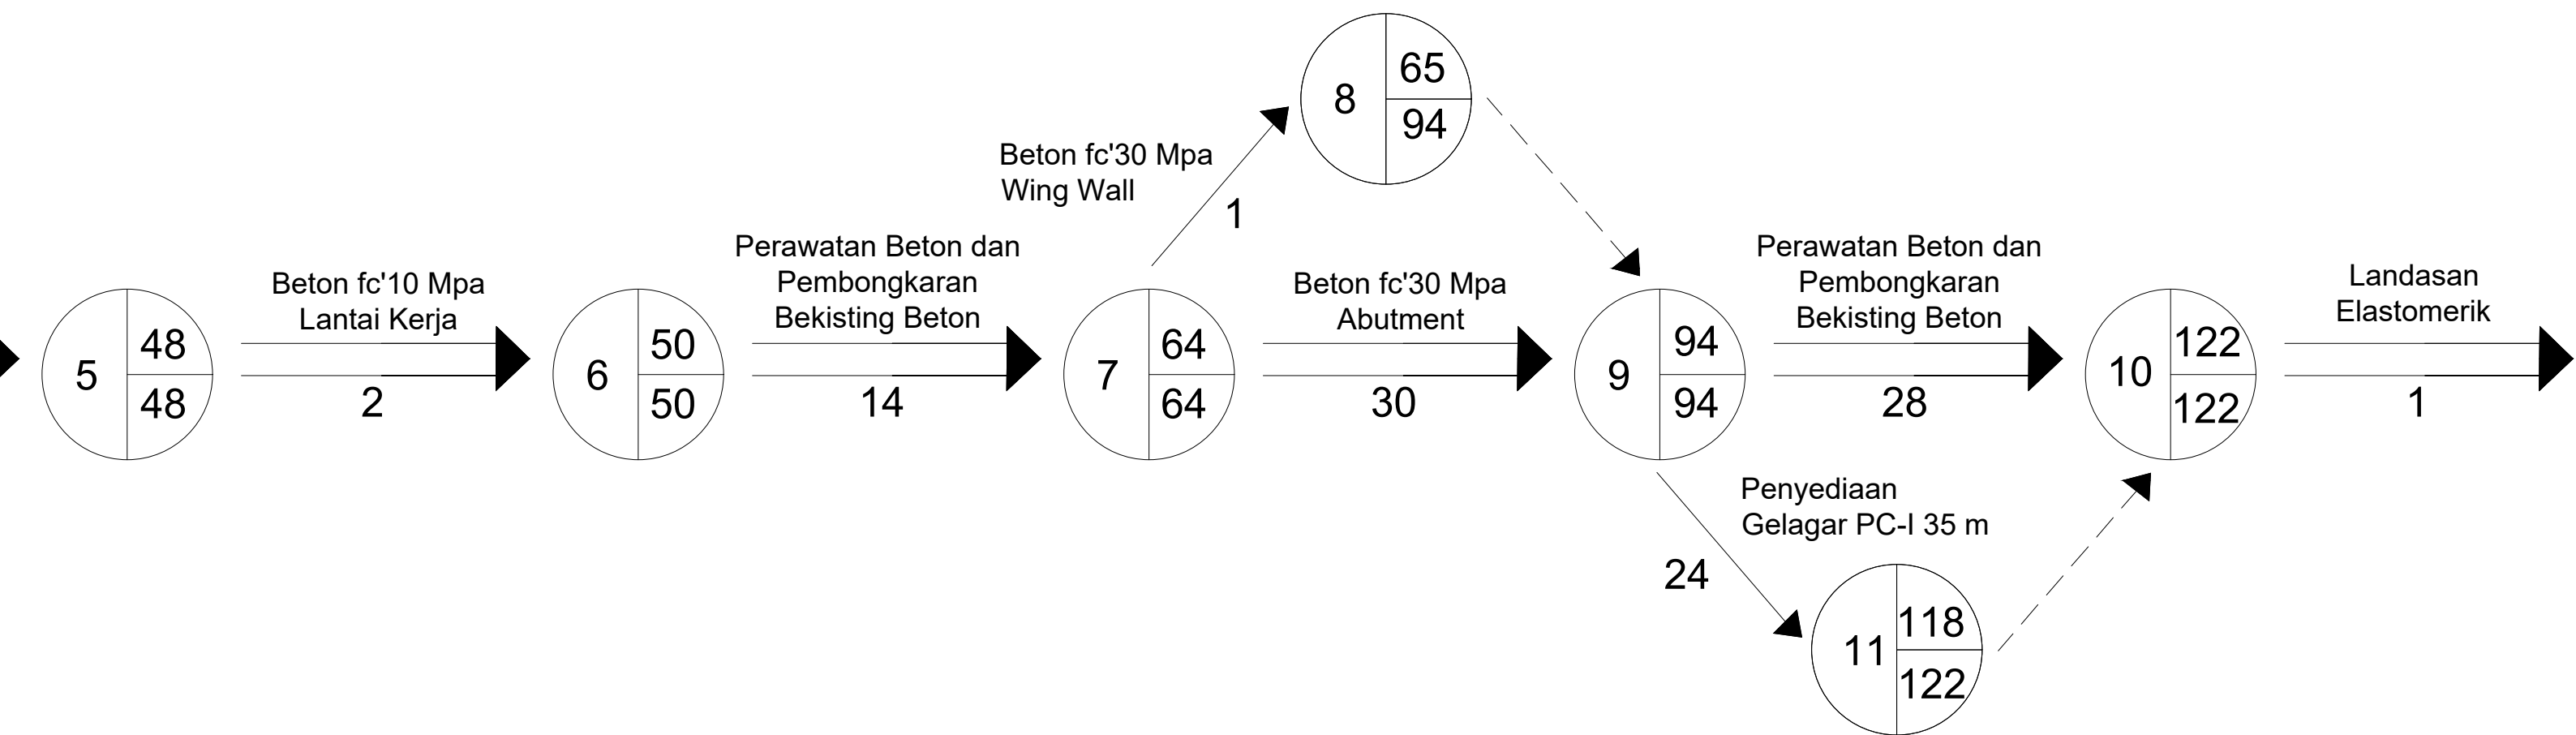 8
65
94
Beton fc'30 Mpa
Wing Wall
1
5
48
48
Beton fc'10 Mpa
Lantai Kerja
2
6
50
50
Perawatan Beton dan
Pembongkaran
Bekisting Beton
14
7
64
64
Beton fc'30 Mpa
Abutment
30
9
94
94
Perawatan Beton dan
Pembongkaran
Bekisting Beton
28
10
122
122
Landasan
Elastomerik
1
Penyediaan
Gelagar PC-I 35 m
24
11
118
122